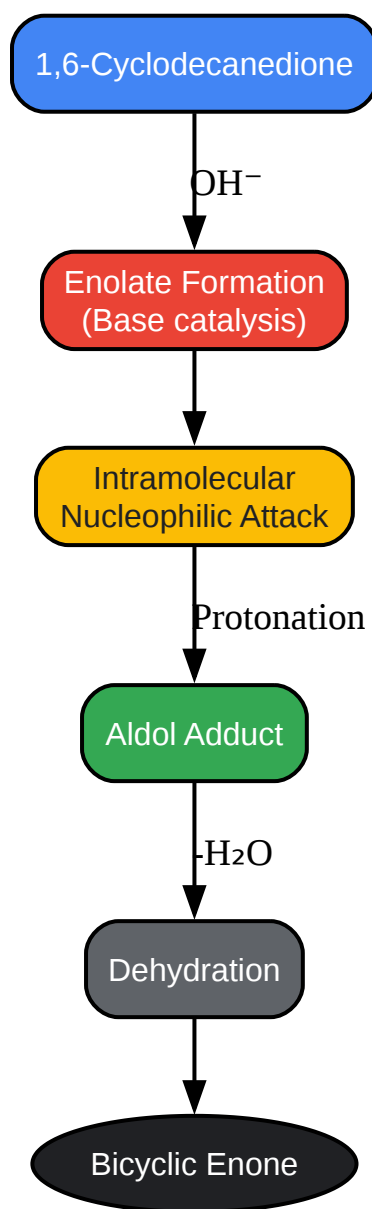 1,6-Cyclodecanedione
OH⁻
Enolate Formation
(Base catalysis)
Intramolecular
Nucleophilic Attack
Protonation
Aldol Adduct
-H₂O
Dehydration
Bicyclic Enone